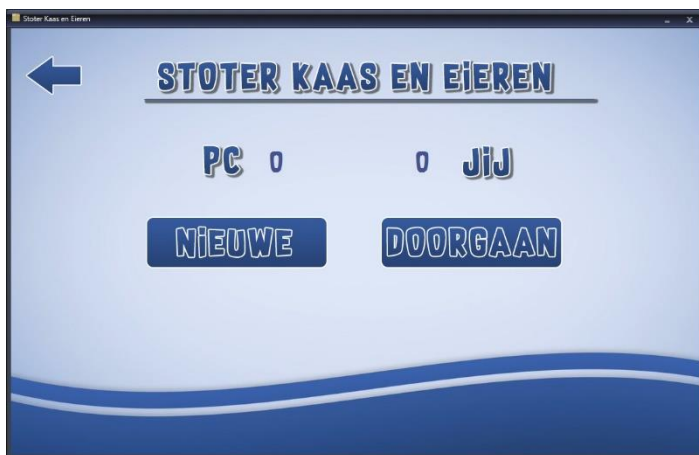 Stoter Kaas en Eieren
STOTER KAAS EN EiEREN
PC 0 0 JiJ
NiEUWE DOORGAAN